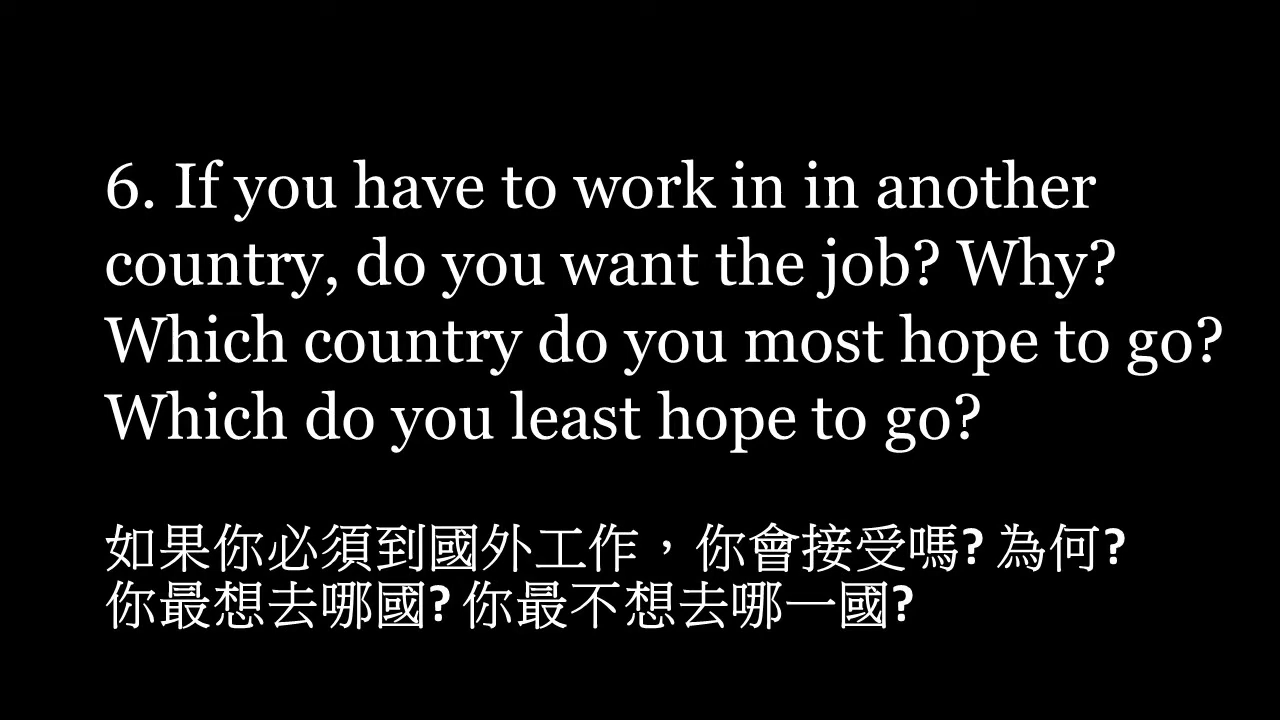 6. If you have to work in in another
country, do you want the job? Why?
Which country do you most hope to go?
Which do you least hope to go?
如果你必須到國外工作，你會接受嗎? 為何?
你最想去哪國? 你最不想去哪一國?